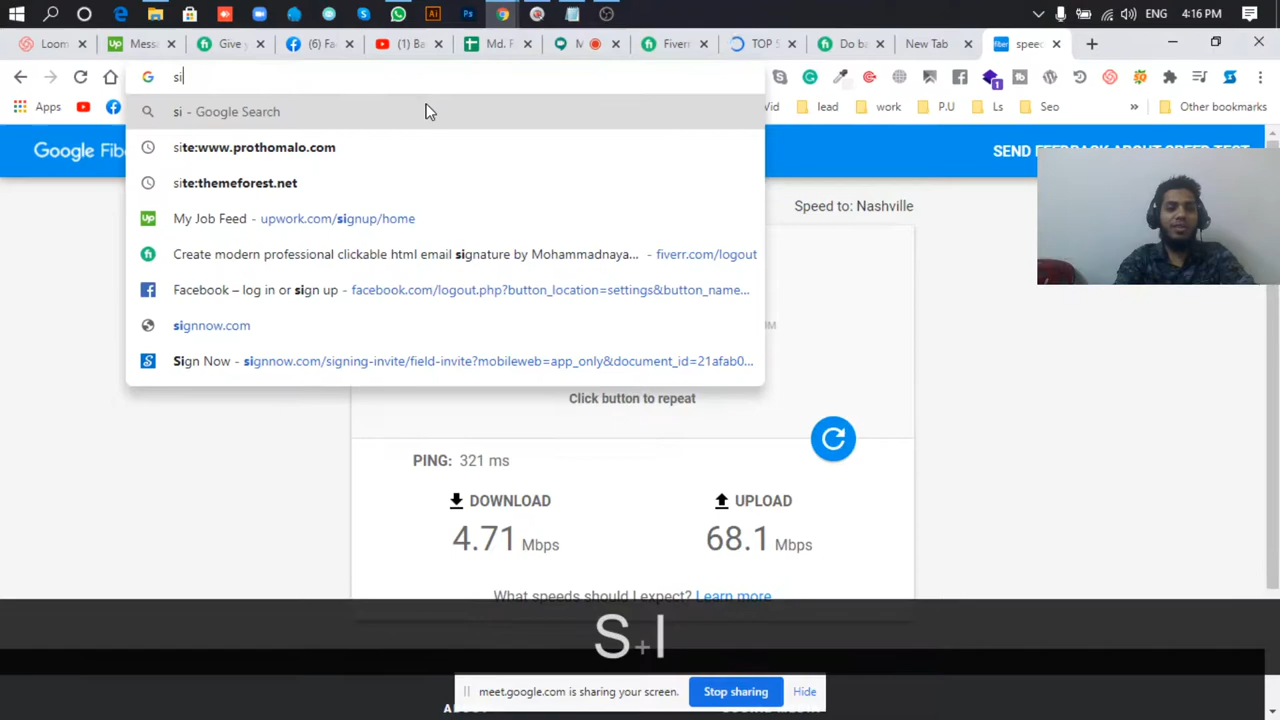 ENG
4:16 PM
Loom
Mess
Give y
(6) Fa
(1) Ba
Md. F
M
Fiverr
TOP 5
Do ba
New Tab
speed
si
1
Apps
Vid
lead
work
P.U
Ls
Seo
Other bookmarks
si - Google Search
site:www.prothomalo.com
site:themeforest.net
My Job Feed - upwork.com/signup/home
Create modern professional clickable html email signature by Mohammadnaya... - fiverr.com/logout
Facebook – log in or sign up - facebook.com/logout.php?button_location=settings&button_name...
signnow.com
Sign Now - signnow.com/signing-invite/field-invite?mobileweb=app_only&document_id=21afab0...
Google Fib
SEND FEEDBACK ABOUT SPEED TEST
Speed to: Nashville
Click button to repeat
PING: 321 ms
DOWNLOAD
4.71 Mbps
UPLOAD
68.1 Mbps
What speeds should I expect? Learn more
S + I
meet.google.com is sharing your screen.
Stop sharing
Hide
ABOUT